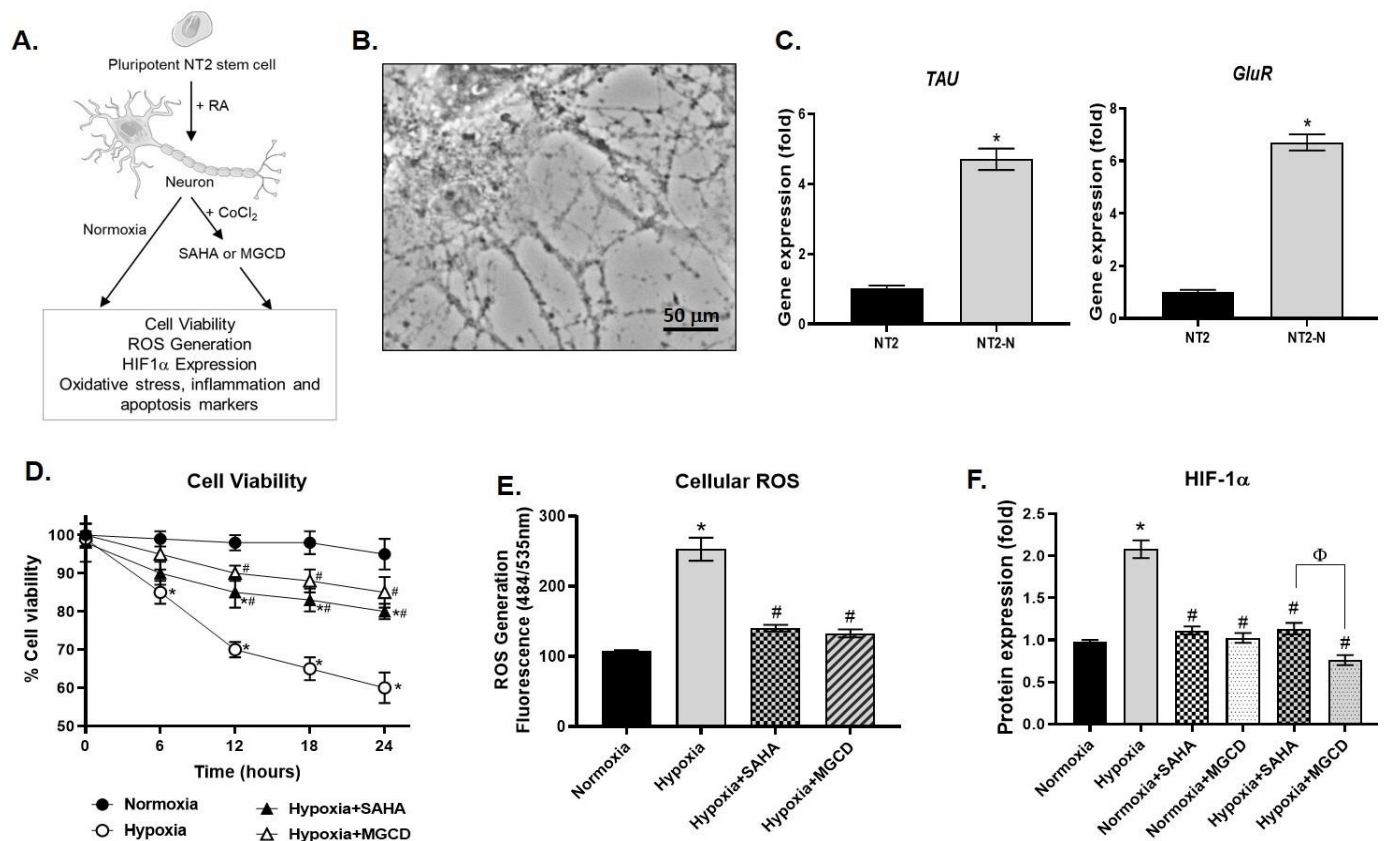 A.
Pluripotent NT2 stem cell
+ RA
Neuron
Normoxia
+ CoCl2
SAHA or MGCD
Cell Viability
ROS Generation
HIF1α Expression
Oxidative stress, inflammation and
apoptosis markers
B.
50 μm
C.
TAU
Gene expression (fold)
6
4
2
0
*
NT2
NT2-N
GluR
Gene expression (fold)
8
6
4
2
0
*
NT2
NT2-N
D.
Cell Viability
% Cell viability
100
90
80
70
60
50
*
#
*#
*
#
*#
*
#
*#
*
0
6
12
18
24
Time (hours)
Normoxia
Hypoxia
Hypoxia+SAHA
Hypoxia+MGCD
E.
Cellular ROS
ROS Generation
Fluorescence (484/535nm)
300
200
100
0
*
#
#
Normoxia
Hypoxia
Hypoxia+SAHA
Hypoxia+MGCD
F.
HIF-1α
Protein expression (fold)
2.5
2.0
1.5
1.0
0.5
0.0
*
#
#
#
Φ
#
Normoxia
Hypoxia
Normoxia+SAHA
Normoxia+MGCD
Hypoxia+SAHA
Hypoxia+MGCD